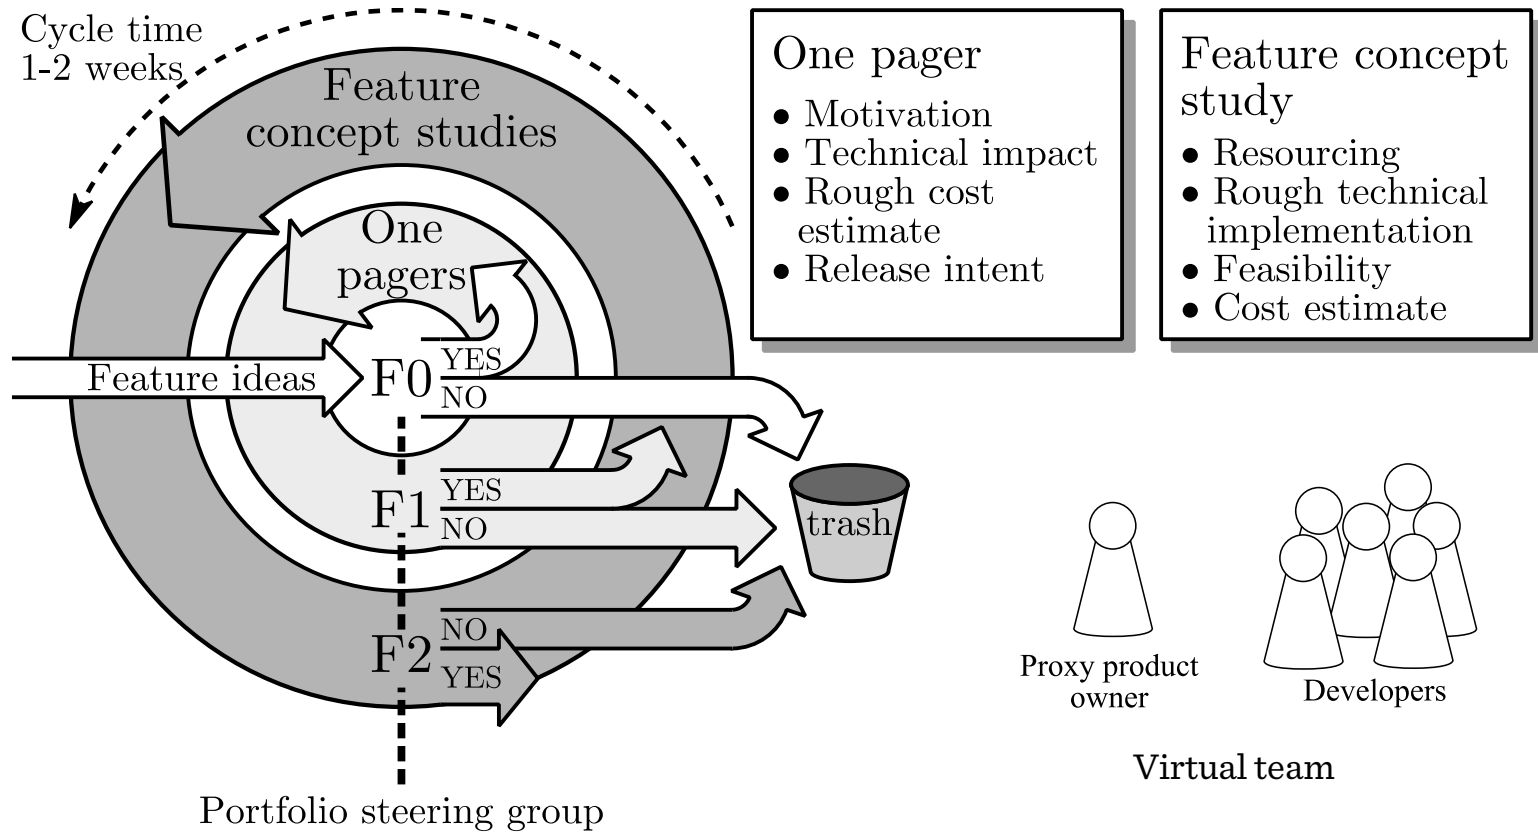 Cycle time
1-2 weeks
Feature
concept studies
One
pagers
Feature ideas
F0
YES
NO
F1
YES
NO
F2
NO
YES
trash
Portfolio steering group
One pager
• Motivation
• Technical impact
• Rough cost
estimate
• Release intent
Feature concept
study
• Resourcing
• Rough technical
implementation
• Feasibility
• Cost estimate
Proxy product
owner
Developers
Virtual team